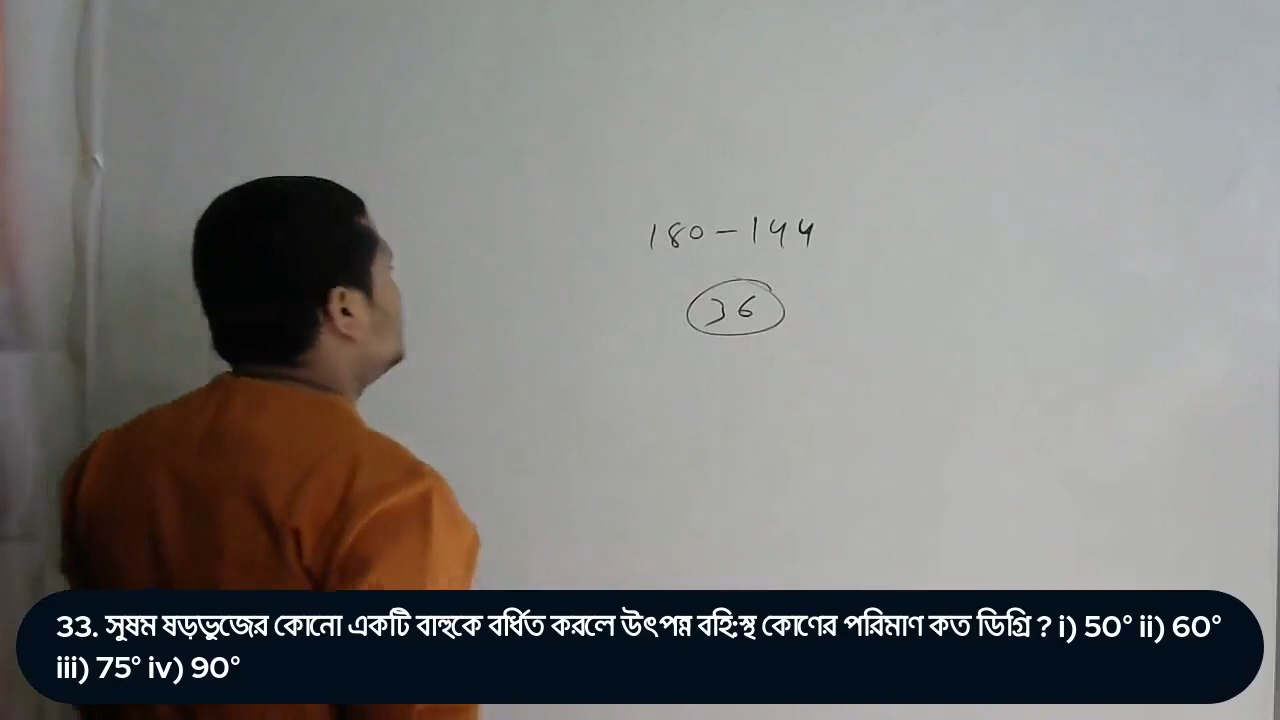 180-144
36
33. সুষম ষড়ভুজের কোনো একটি বাহুকে বর্ধিত করলে উৎপন্ন বহি:স্থ কোণের পরিমাণ কত ডিগ্রি ? i) 50° ii) 60°
iii) 75° iv) 90°